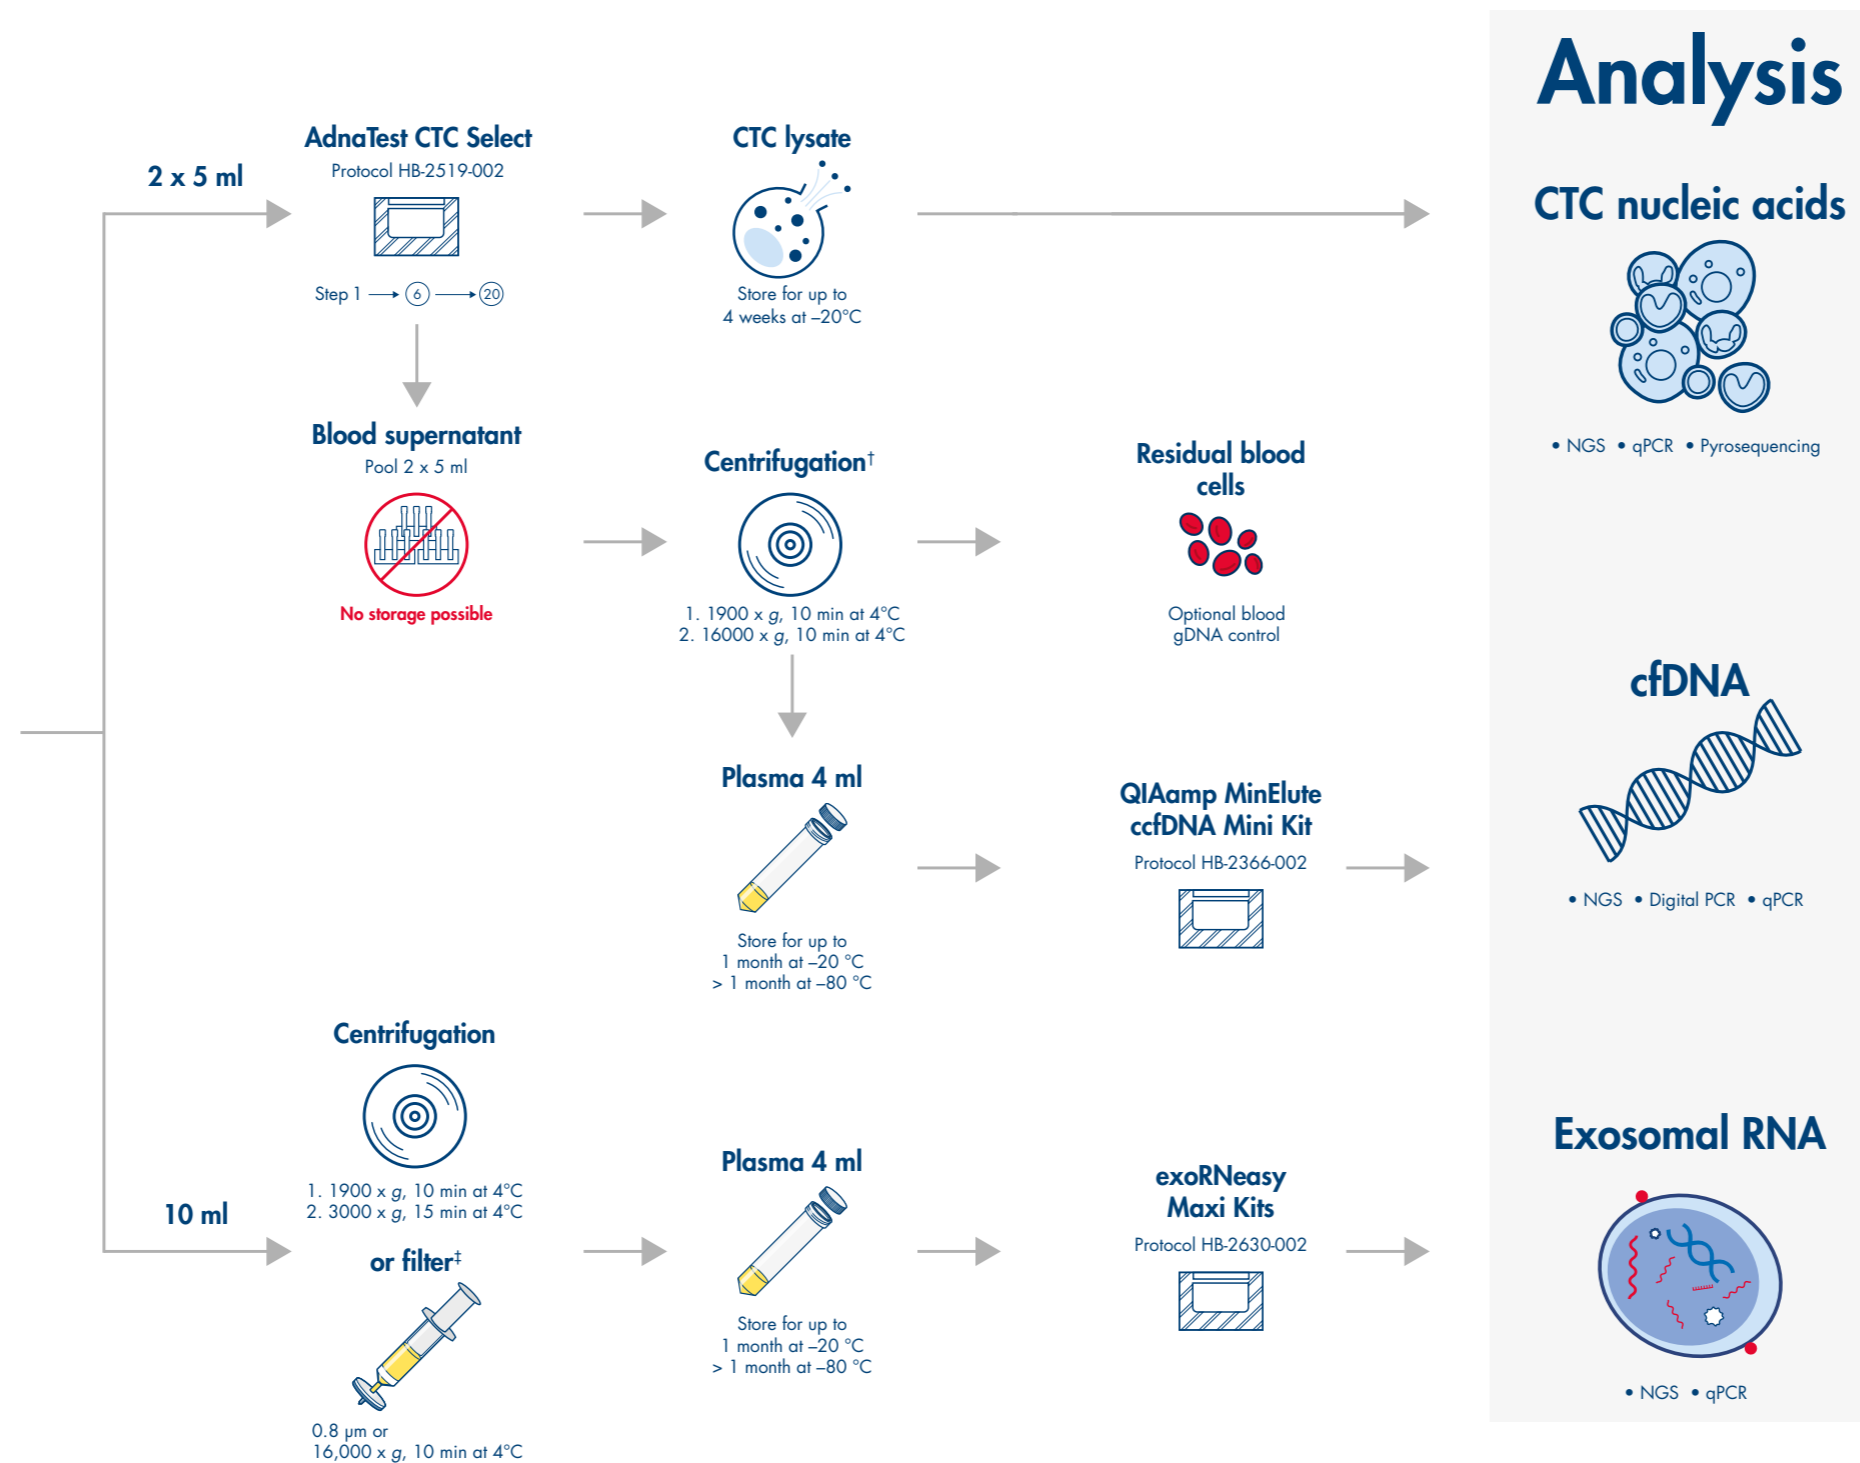 Analysis
2 x 5 ml
AdnaTest CTC Select
Protocol HB-2519-002
Step 1 6 20
CTC lysate
Store for up to
4 weeks at –20°C
CTC nucleic acids
• NGS • qPCR • Pyrosequencing
Blood supernatant
Pool 2 x 5 ml
No storage possible
Centrifugation†
1. 1900 x g, 10 min at 4°C
2. 16000 x g, 10 min at 4°C
Residual blood
cells
Optional blood
gDNA control
Plasma 4 ml
Store for up to
1 month at –20 °C
> 1 month at –80 °C
QIAamp MinElute
ccfDNA Mini Kit
Protocol HB-2366-002
cfDNA
• NGS • Digital PCR • qPCR
10 ml
Centrifugation
1. 1900 x g, 10 min at 4°C
2. 3000 x g, 15 min at 4°C
or filter‡
0.8 µm or
16,000 x g, 10 min at 4°C
Plasma 4 ml
Store for up to
1 month at –20 °C
> 1 month at –80 °C
exoRNeasy
Maxi Kits
Protocol HB-2630-002
Exosomal RNA
• NGS • qPCR